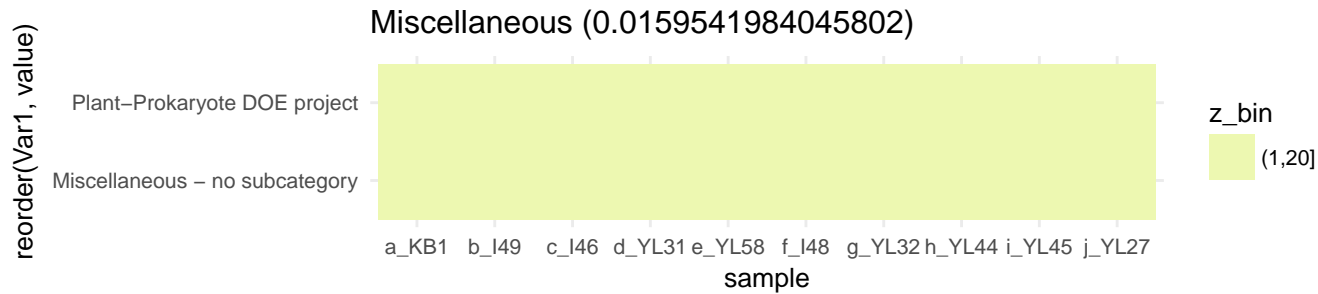 Miscellaneous (0.0159541984045802)
reorder(Var1, value)
Plant−Prokaryote DOE project
Miscellaneous − no subcategory
a_KB1 b_I49 c_I46 d_YL31 e_YL58 f_I48 g_YL32 h_YL44 i_YL45 j_YL27
sample
z_bin
(1,20]